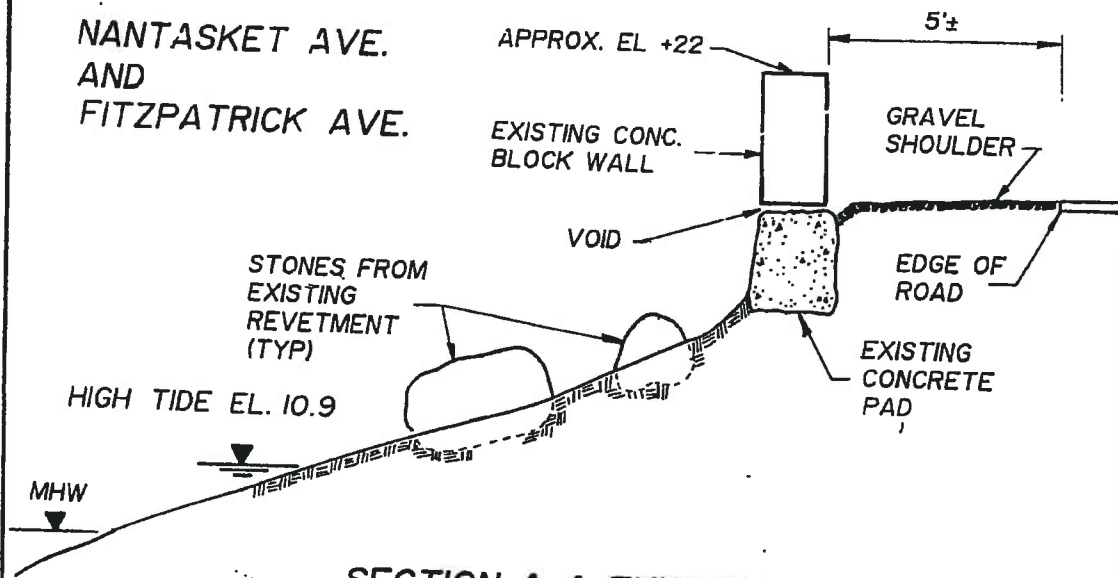 NANTASKET AVE.
AND
FITZPATRICK AVE.
APPROX. EL +22
5'±
EXISTING CONC.
BLOCK WALL
GRAVEL
SHOULDER
VOID
EDGE OF
ROAD
STONES FROM
EXISTING
REVETMENT
(TYP)
EXISTING
CONCRETE
PAD
HIGH TIDE EL. 10.9
MHW
SECTION A-A